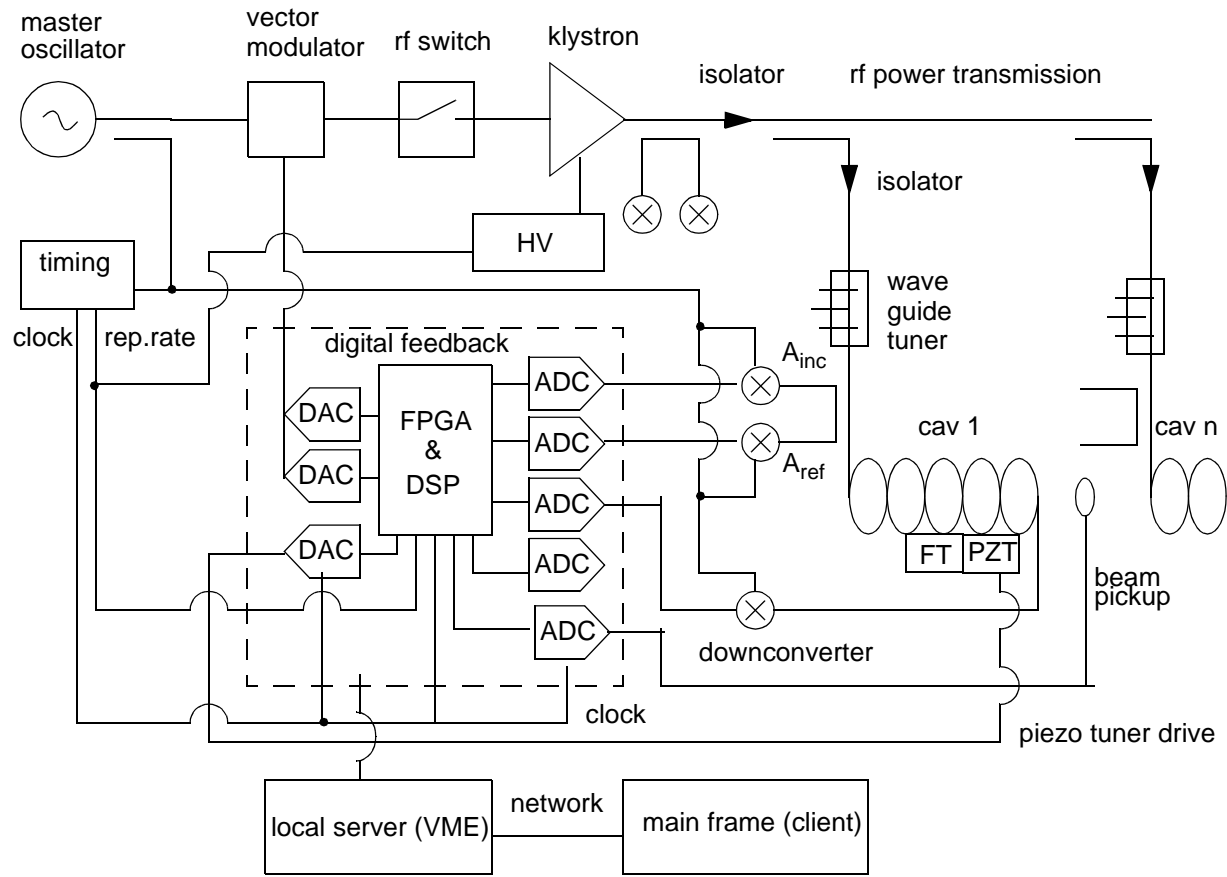 master
oscillator
vector
modulator
rf switch
klystron
isolator
rf power transmission
isolator
HV
timing
clock
rep.rate
wave
guide
tuner
digital feedback
A_inc
ADC
DAC
FPGA
&
DSP
ADC
A_ref
cav 1
cav n
DAC
ADC
DAC
ADC
FT
PZT
beam
pickup
ADC
downconverter
clock
piezo tuner drive
local server (VME)
network
main frame (client)